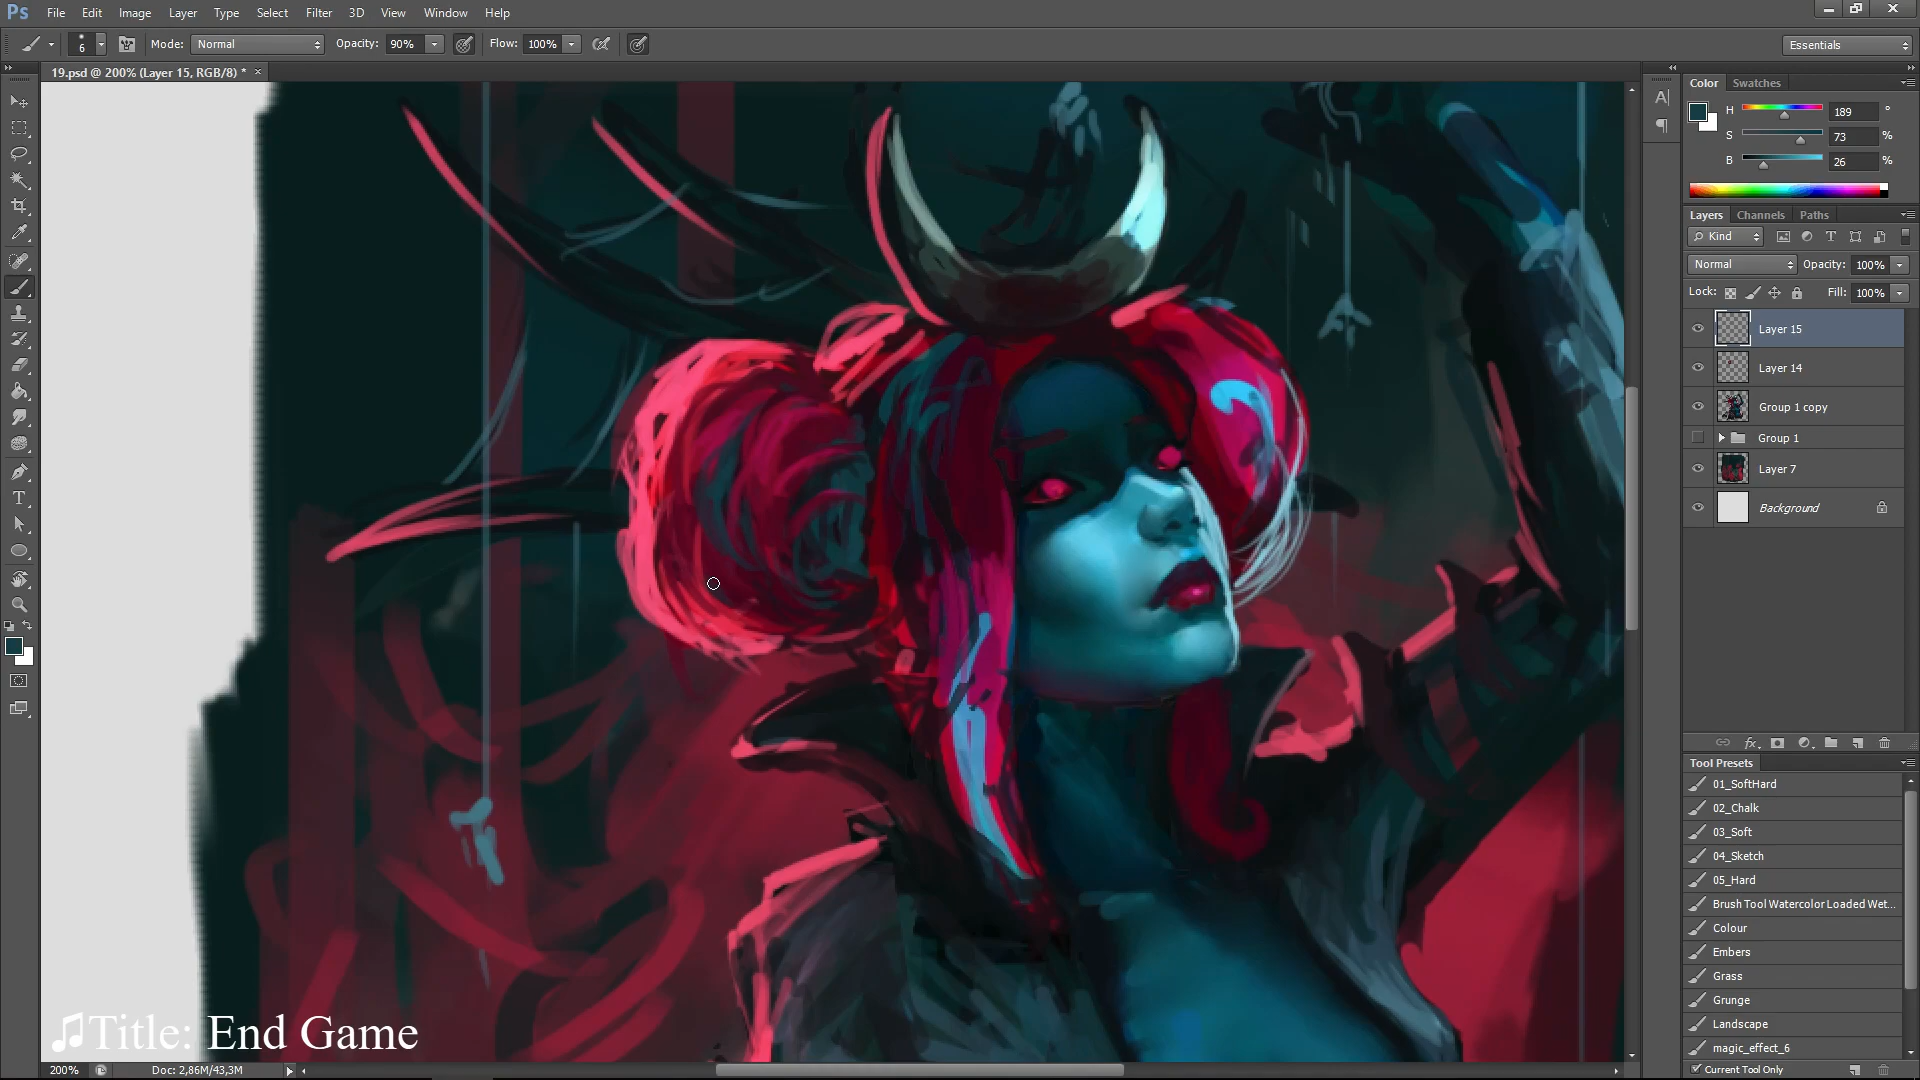 Ps File Edit Image Layer Type Select Filter 3D View Window Help
6 Mode: Normal Opacity: 90% Flow: 100% Essentials
19.psd @ 200% (Layer 15, RGB/8) * ×
Color Swatches
H 189 °
S 73 %
B 26 %
Layers Channels Paths
Kind
Normal Opacity: 100%
Lock: Fill: 100%
Layer 15
Layer 14
Group 1 copy
Group 1
Layer 7
Background
fx
Tool Presets
01_SoftHard
02_Chalk
03_Soft
04_Sketch
05_Hard
Brush Tool Watercolor Loaded Wet...
Colour
Embers
Grass
Grunge
Landscape
magic_effect_6
Current Tool Only
Title: End Game
200% Doc: 2,86M/43,3M